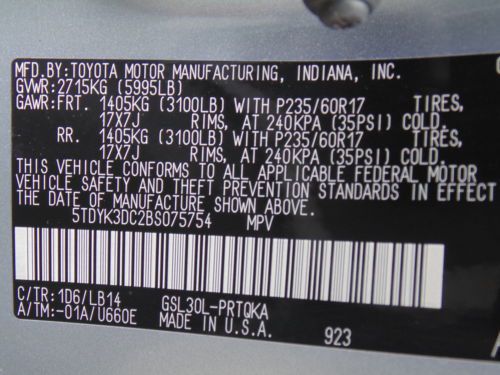 MFD.BY:TOYOTA MOTOR MANUFACTURING, INDIANA, INC.
GVWR:2715KG (5995LB)
GAWR:FRT. 1405KG (3100LB) WITH P235/60R17 TIRES,
17X7J RIMS, AT 240KPA (35PSI) COLD.
RR. 1405KG (3100LB) WITH P235/60R17 TIRES,
17X7J RIMS, AT 240KPA (35PSI) COLD.
THIS VEHICLE CONFORMS TO ALL APPLICABLE FEDERAL MOTOR
VEHICLE SAFETY AND THEFT PREVENTION STANDARDS IN EFFECT
THE DATE OF MANUFACTURE SHOWN ABOVE.
5TDYK3DC2BS075754 MPV
C/TR:1D6/LB14 GSL30L-PRTQKA
A/TM:-01A/U660E MADE IN U.S.A.
923